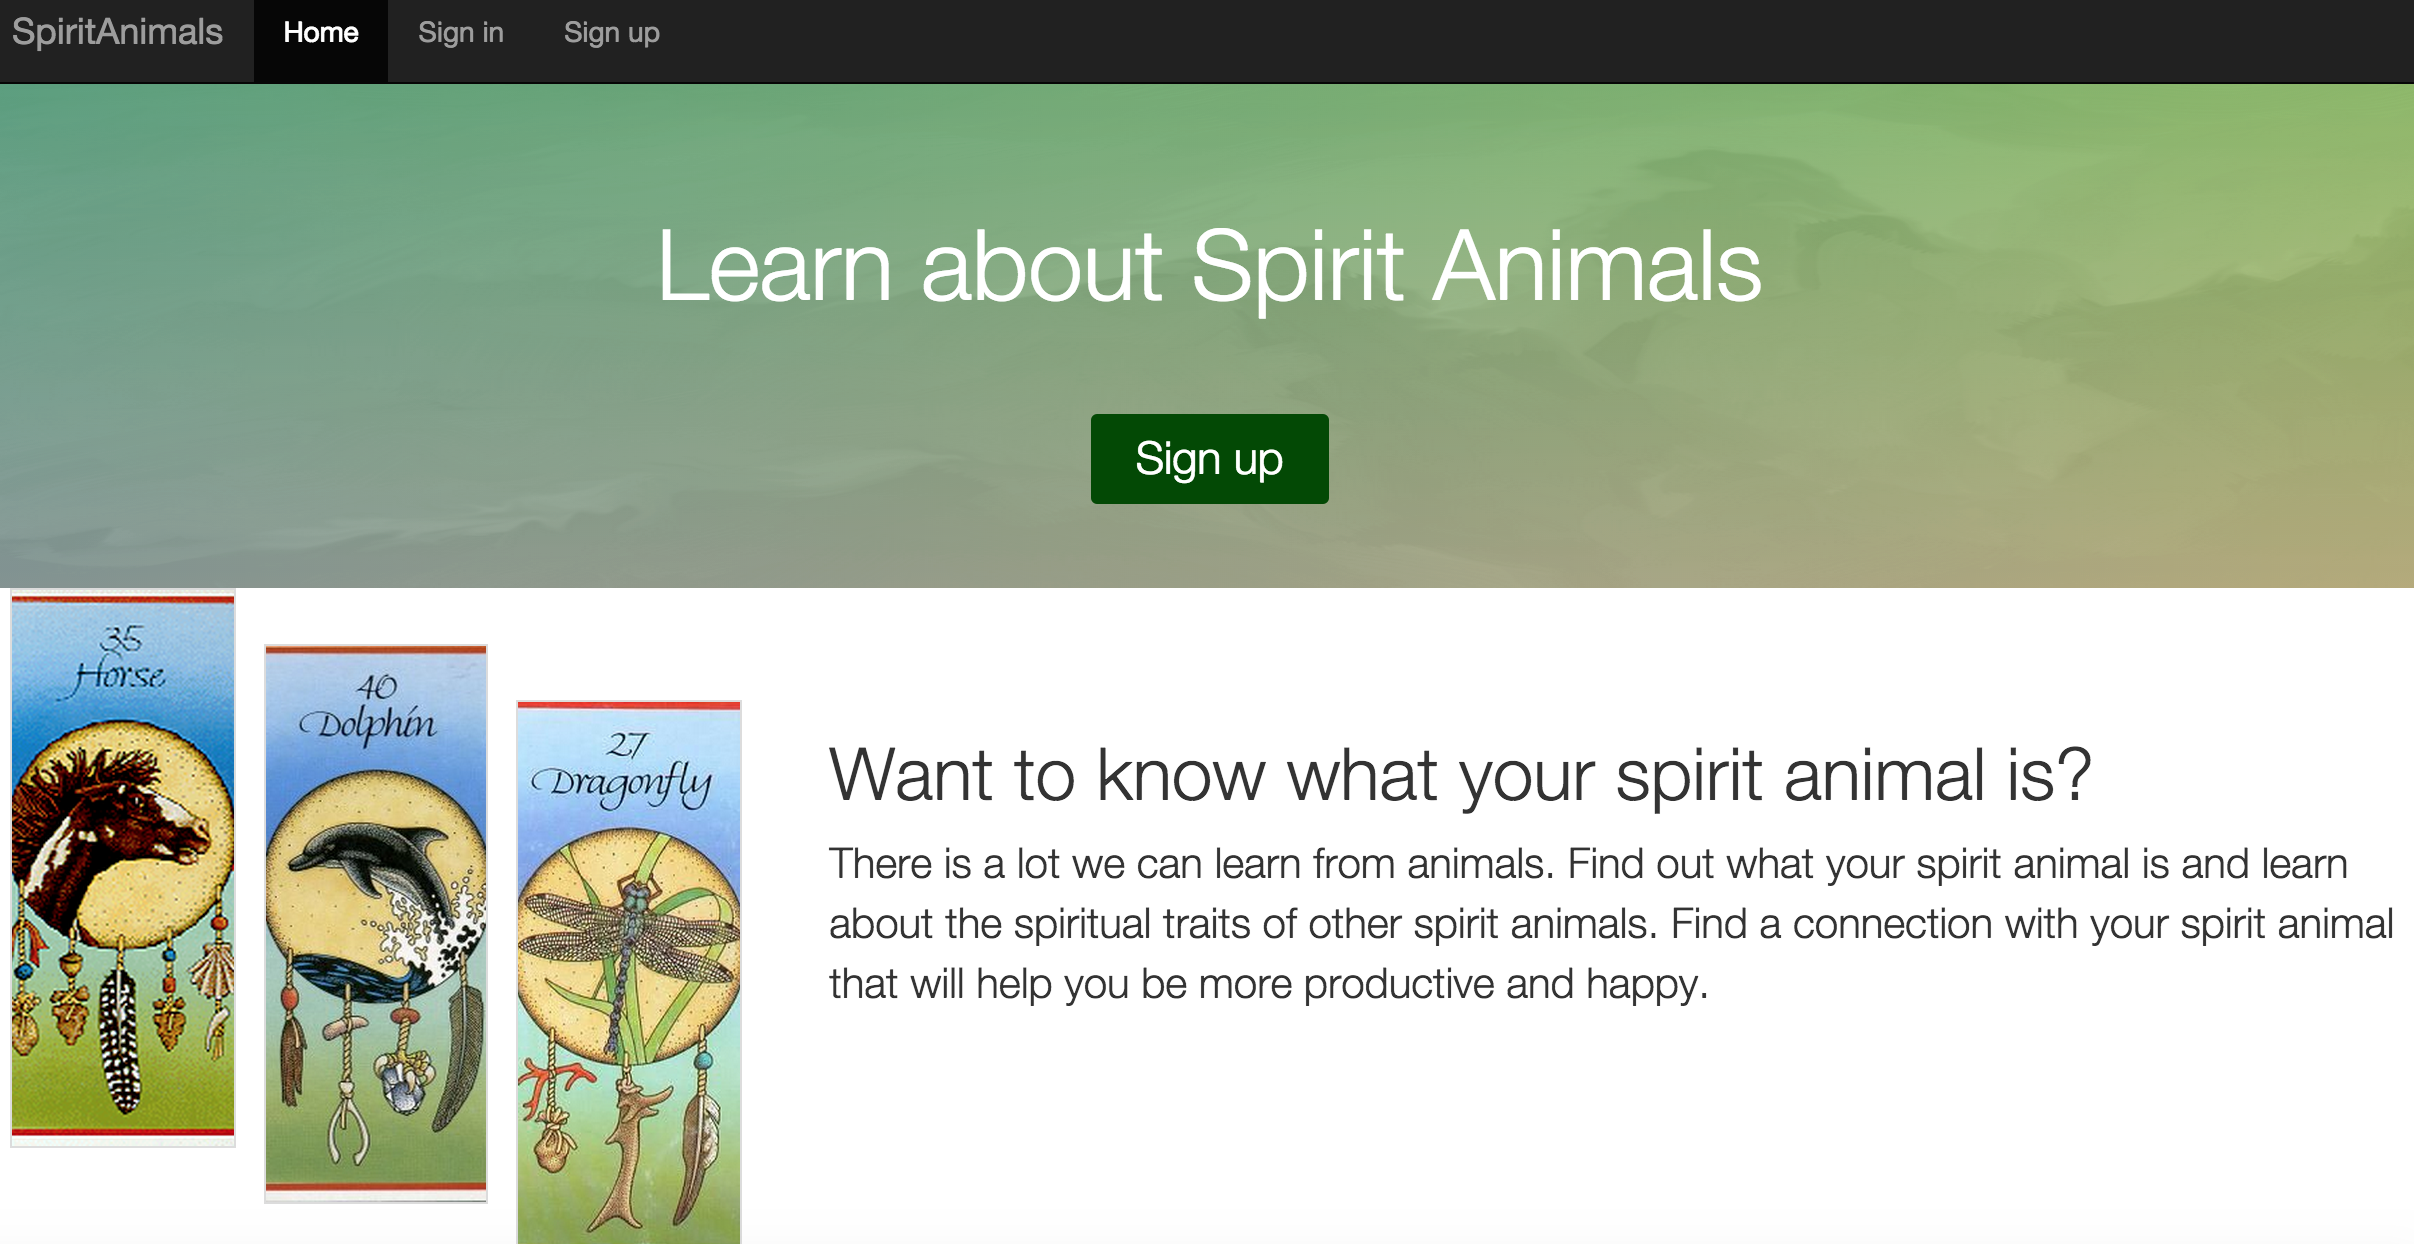 SpiritAnimals Home Sign in Sign up
Learn about Spirit Animals
Sign up
35
Horse
40
Dolphin
27
Dragonfly
Want to know what your spirit animal is?
There is a lot we can learn from animals. Find out what your spirit animal is and learn
about the spiritual traits of other spirit animals. Find a connection with your spirit animal
that will help you be more productive and happy.